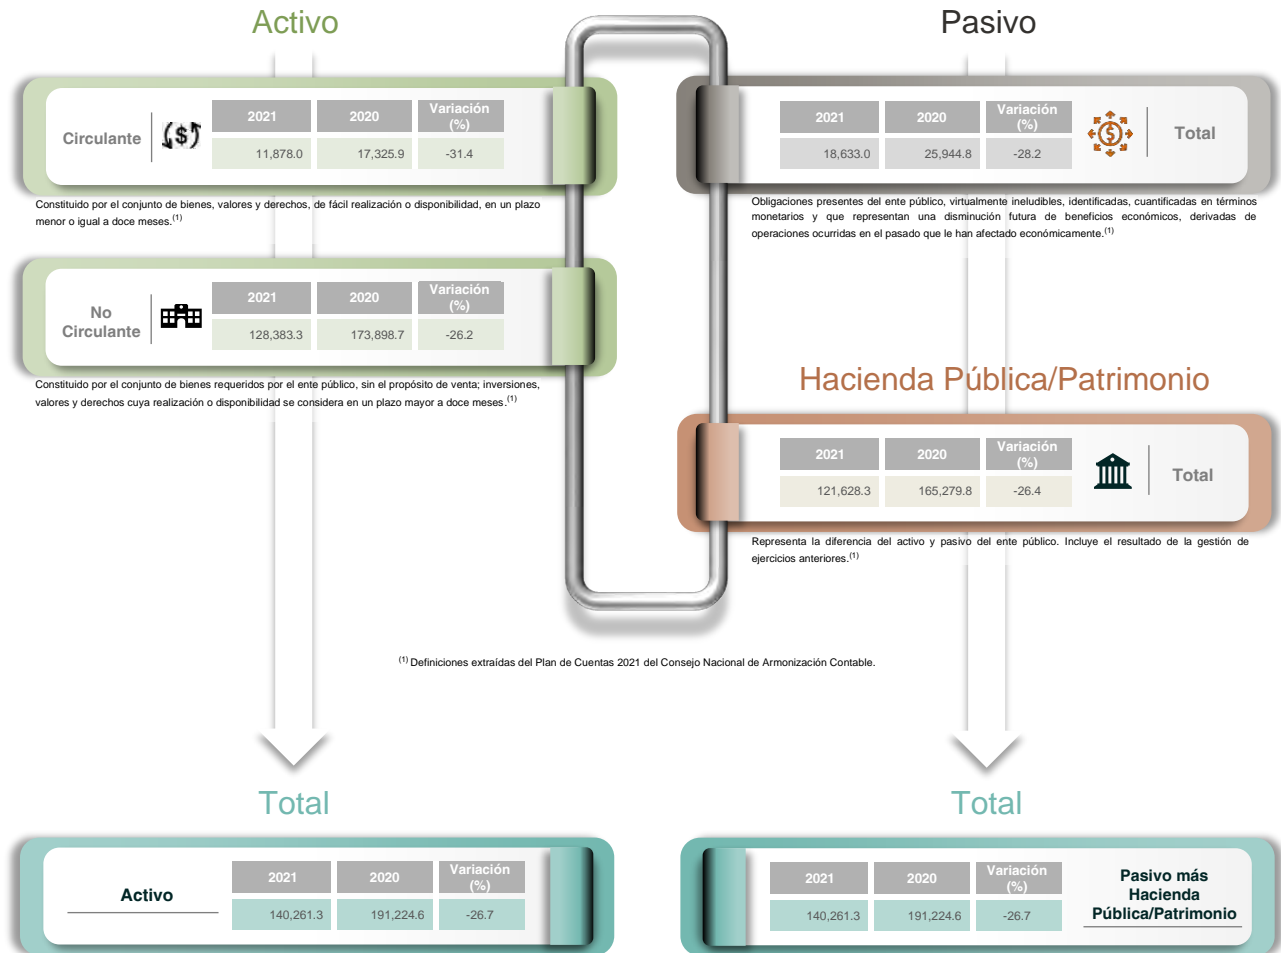 Activo
Circulante
2021 2020 Variación (%)
11,878.0 17,325.9 -31.4
Constituido por el conjunto de bienes, valores y derechos, de fácil realización o disponibilidad, en un plazo
menor o igual a doce meses.(1)
No
Circulante
2021 2020 Variación (%)
128,383.3 173,898.7 -26.2
Constituido por el conjunto de bienes requeridos por el ente público, sin el propósito de venta; inversiones,
valores y derechos cuya realización o disponibilidad se considera en un plazo mayor a doce meses.(1)
Pasivo
2021 2020 Variación (%)
18,633.0 25,944.8 -28.2
Total
Obligaciones presentes del ente público, virtualmente ineludibles, identificadas, cuantificadas en términos
monetarios y que representan una disminución futura de beneficios económicos, derivadas de
operaciones ocurridas en el pasado que le han afectado económicamente.(1)
Hacienda Pública/Patrimonio
2021 2020 Variación (%)
121,628.3 165,279.8 -26.4
Total
Representa la diferencia del activo y pasivo del ente público. Incluye el resultado de la gestión de
ejercicios anteriores.(1)
(1) Definiciones extraídas del Plan de Cuentas 2021 del Consejo Nacional de Armonización Contable.
Total
Activo
2021 2020 Variación (%)
140,261.3 191,224.6 -26.7
Total
2021 2020 Variación (%)
140,261.3 191,224.6 -26.7
Pasivo más
Hacienda
Pública/Patrimonio